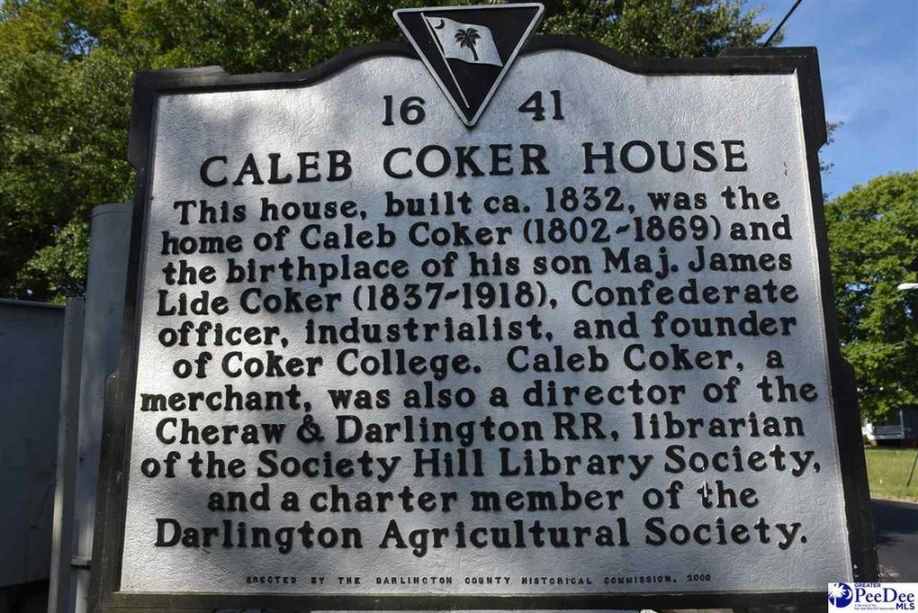 16 41
CALEB COKER HOUSE
This house, built ca. 1832, was the
home of Caleb Coker (1802-1869) and
the birthplace of his son Maj. James
Lide Coker (1837-1918), Confederate
officer, industrialist, and founder
of Coker College. Caleb Coker, a
merchant, was also a director of the
Cheraw & Darlington RR, librarian
of the Society Hill Library Society,
and a charter member of the
Darlington Agricultural Society.
ERECTED BY THE DARLINGTON COUNTY HISTORICAL COMMISSION, 2000
GREATER
PeeDee
MLS